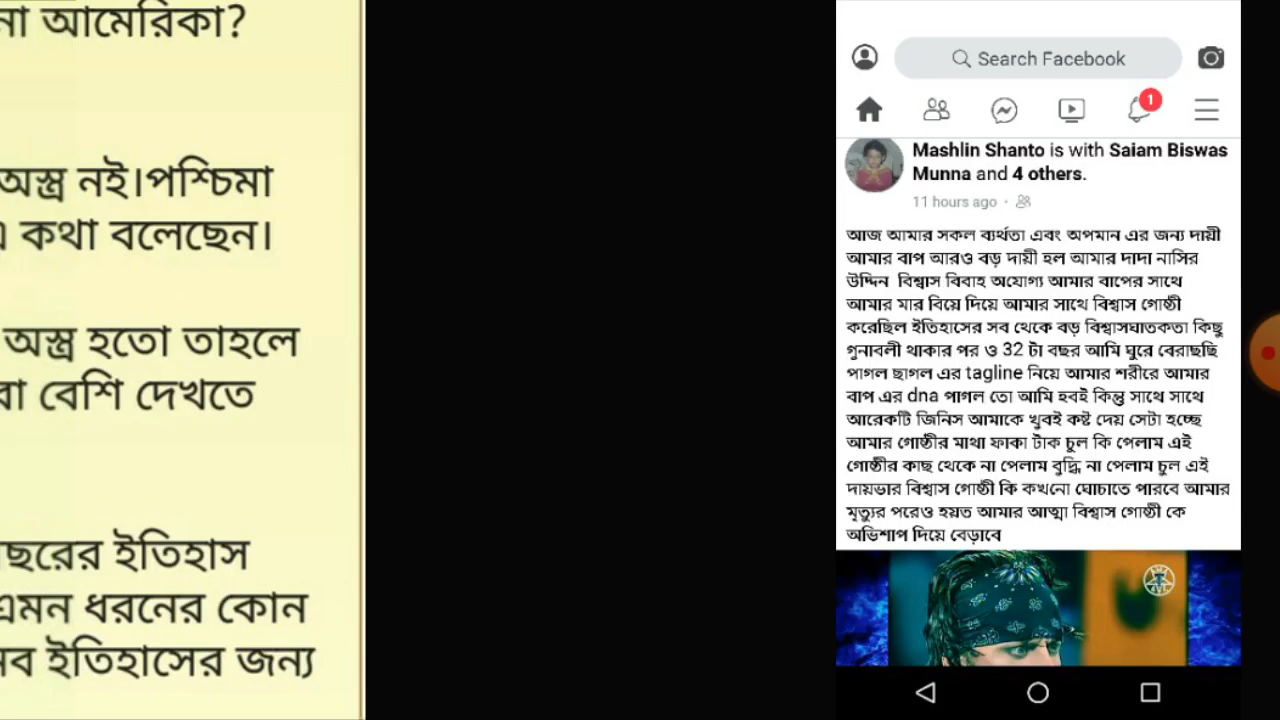 না আমেরিকা?
অস্ত্র নই।পশ্চিমা
এ কথা বলেছেন।
অস্ত্র হতো তাহলে
বেশি দেখতে
ইতিহাস
এমন ধরনের কোন
ইতিহাসের জন্য
Search Facebook
1
Mashlin Shanto is with Saiam Biswas
Munna and 4 others.
11 hours ago
আজ আমার সকল ব্যর্থতা এবং অপমান এর জন্য দায়ী
আমার বাপ আরও বড় দায়ী হল আমার দাদা নাসির
উদ্দিন বিশ্বাস বিবাহ অযোগ্য আমার বাপের সাথে
আমার মার বিয়ে দিয়ে আমার সাথে বিশ্বাস গোষ্ঠী
করেছিল ইতিহাসের সব থেকে বড় বিশ্বাসঘাতকতা কিছু
গূনাবলী থাকার পর ও 32 টা বছর আমি ঘুরে বেরাছছি
পাগল ছাগল এর tagline নিয়ে আমার শরীরে আমার
বাপ এর dna পাগল তো আমি হবই কিন্তু সাথে সাথে
আরেকটি জিনিস আমাকে খুবই কষ্ট দেয় সেটা হচ্ছে
আমার গোষ্ঠীর মাথা ফাকা টাক চুল কি পেলাম এই
গোষ্ঠীর কাছ থেকে না পেলাম বুদ্ধি না পেলাম চুল এই
দায়ভার বিশ্বাস গোষ্ঠী কি কখনো ঘোচাতে পারবে আমার
মৃত্যুর পরেও হয়ত আমার আত্মা বিশ্বাস গোষ্ঠী কে
অভিশাপ দিয়ে বেড়াবে